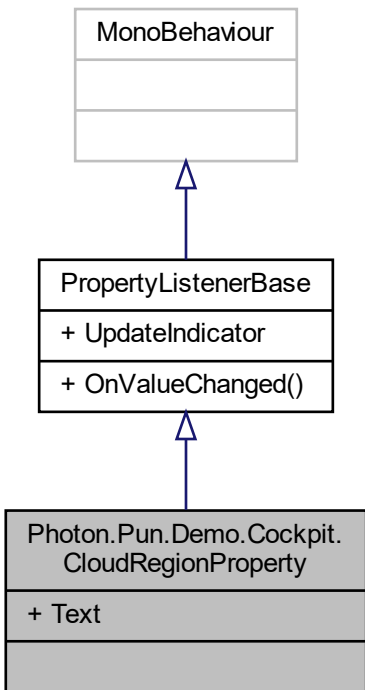 MonoBehaviour
PropertyListenerBase
+ UpdateIndicator
+ OnValueChanged()
Photon.Pun.Demo.Cockpit.
CloudRegionProperty
+ Text